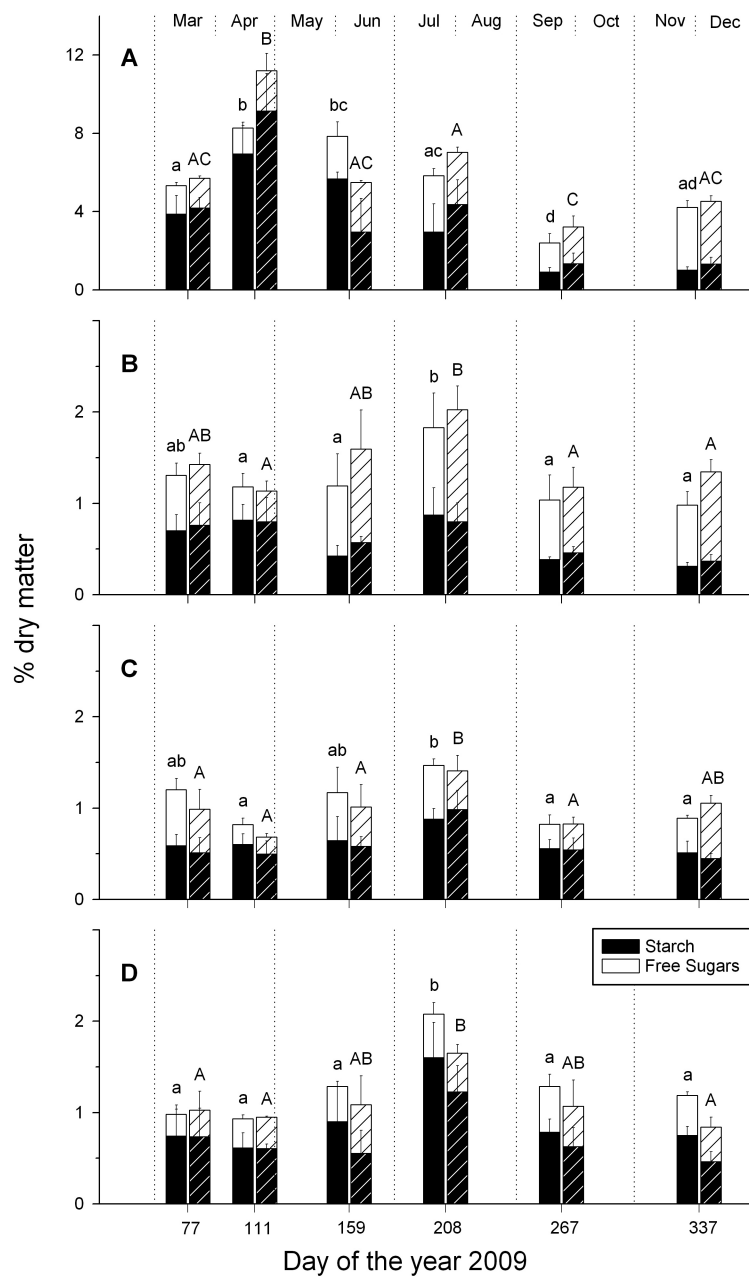 Mar Apr May Jun Jul Aug Sep Oct Nov Dec
A
12
8
4
0
a AC b B bc AC ac A d C ad AC
B
2
1
0
ab AB a A a AB b B a A a A
% dry matter
C
2
1
0
ab A a A ab A b B a A a AB
Starch
Free Sugars
D
2
1
0
a A a A a AB b B a AB a A
77 111 159 208 267 337
Day of the year 2009